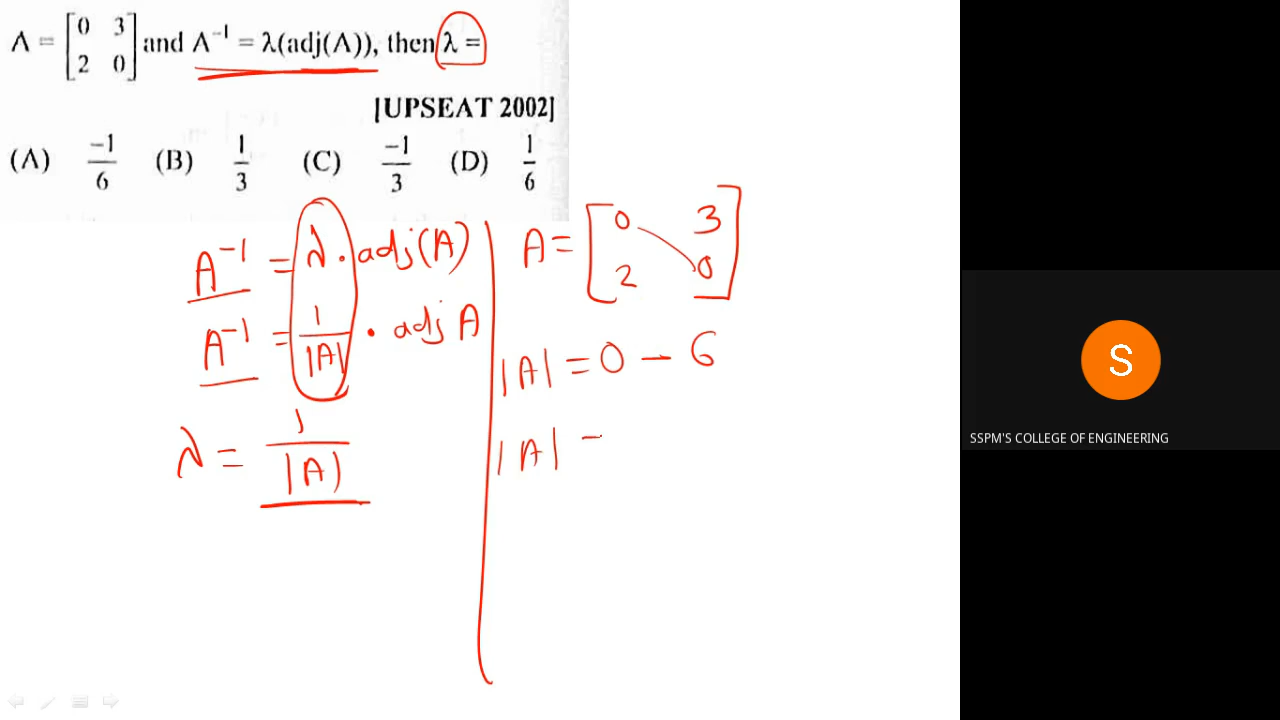 A = [0 3 2 0] and A⁻¹ = λ(adj(A)), then λ =
[UPSEAT 2002]
(A) -1/6 (B) 1/3 (C) -1/3 (D) 1/6
A⁻¹ = λ · adj(A)
A⁻¹ = 1/|A| · adj A
λ = 1/|A|
A = [0 3 2 0]
|A| = 0 - 6
|A| =
S
SSPM'S COLLEGE OF ENGINEERING